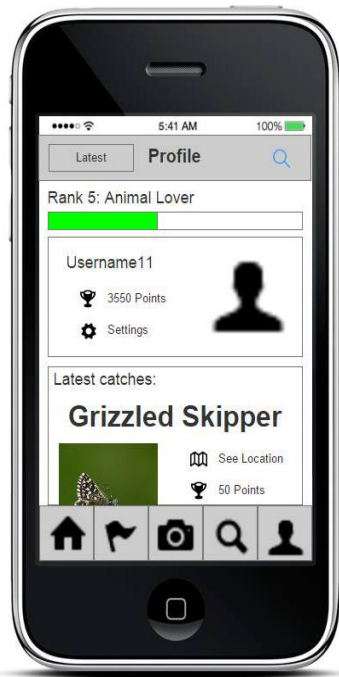 5:41 AM
100%
Latest
Profile
Rank 5: Animal Lover
Username11
3550 Points
Settings
Latest catches:
Grizzled Skipper
See Location
50 Points